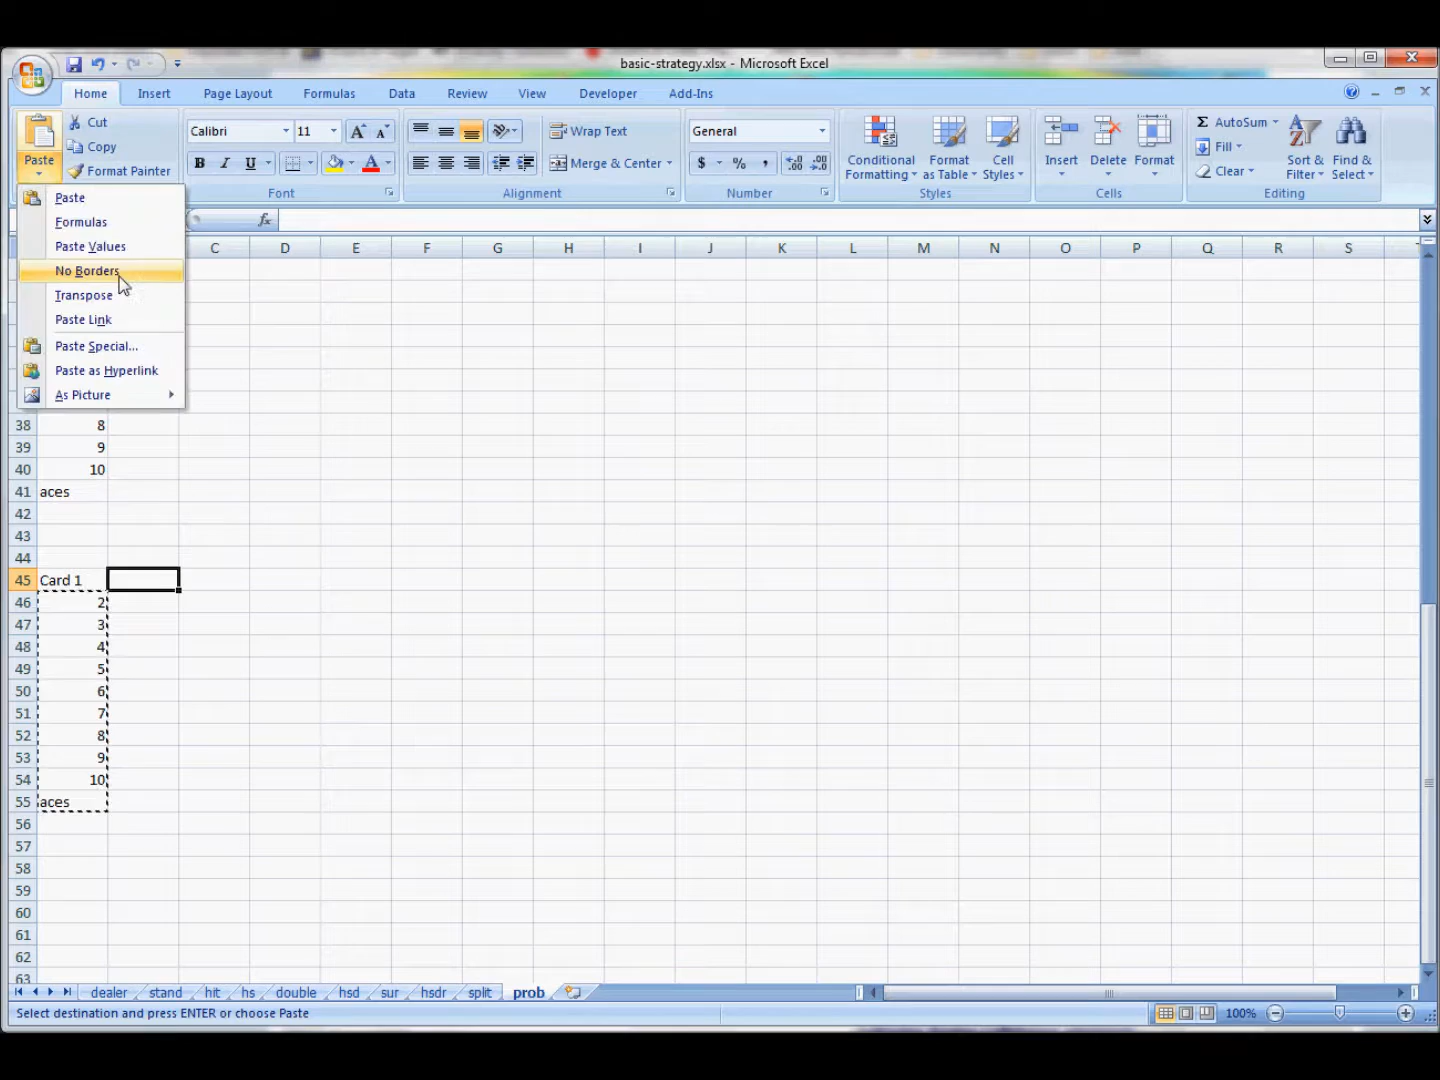 basic-strategy.xlsx - Microsoft Excel
Home Insert Page Layout Formulas Data Review View Developer Add-Ins
Paste
Cut
Copy
Format Painter
Calibri 11
B I U
Font
Wrap Text
Merge & Center
Alignment
General
$ % ,
Number
Conditional Formatting
Format as Table
Cell Styles
Styles
Insert Delete Format
Cells
AutoSum
Fill
Clear
Sort & Filter
Find & Select
Editing
Paste
Formulas
Paste Values
No Borders
Transpose
Paste Link
Paste Special...
Paste as Hyperlink
As Picture
fx
C D E F G H I J K L M N O P Q R S T
38 8
39 9
40 10
41 aces
42
43
44
45 Card 1
46 2
47 3
48 4
49 5
50 6
51 7
52 8
53 9
54 10
55 aces
56
57
58
59
60
61
62
63
dealer stand hit hs double hsd sur hsdr split prob
Select destination and press ENTER or choose Paste
100%